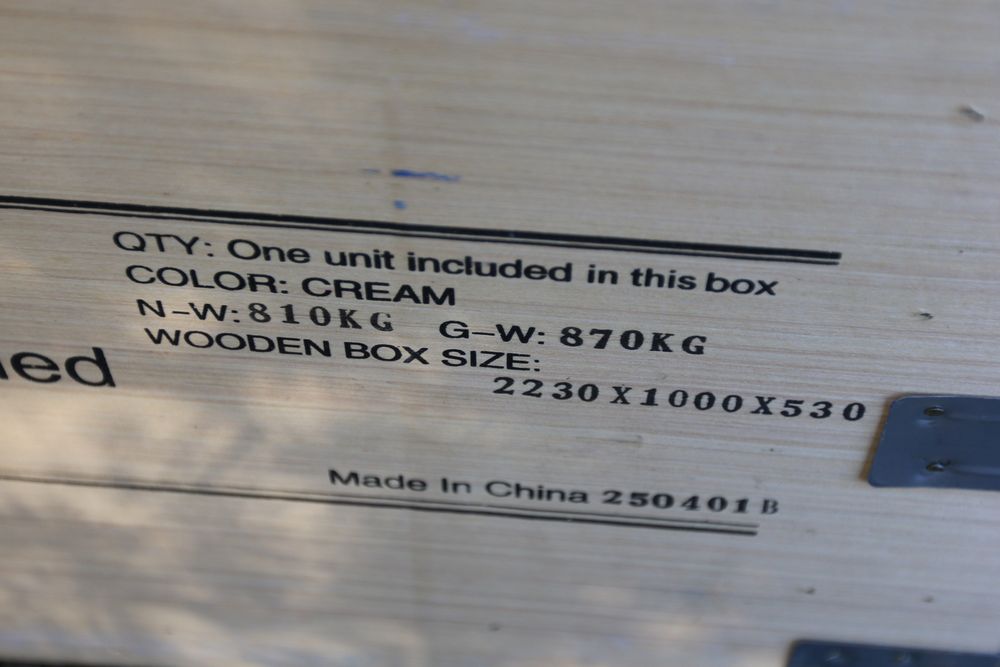 QTY: One unit included in this box
COLOR: CREAM
N-W: 810KG G-W: 870KG
WOODEN BOX SIZE:
2230X1000X530
Made In China 250401B